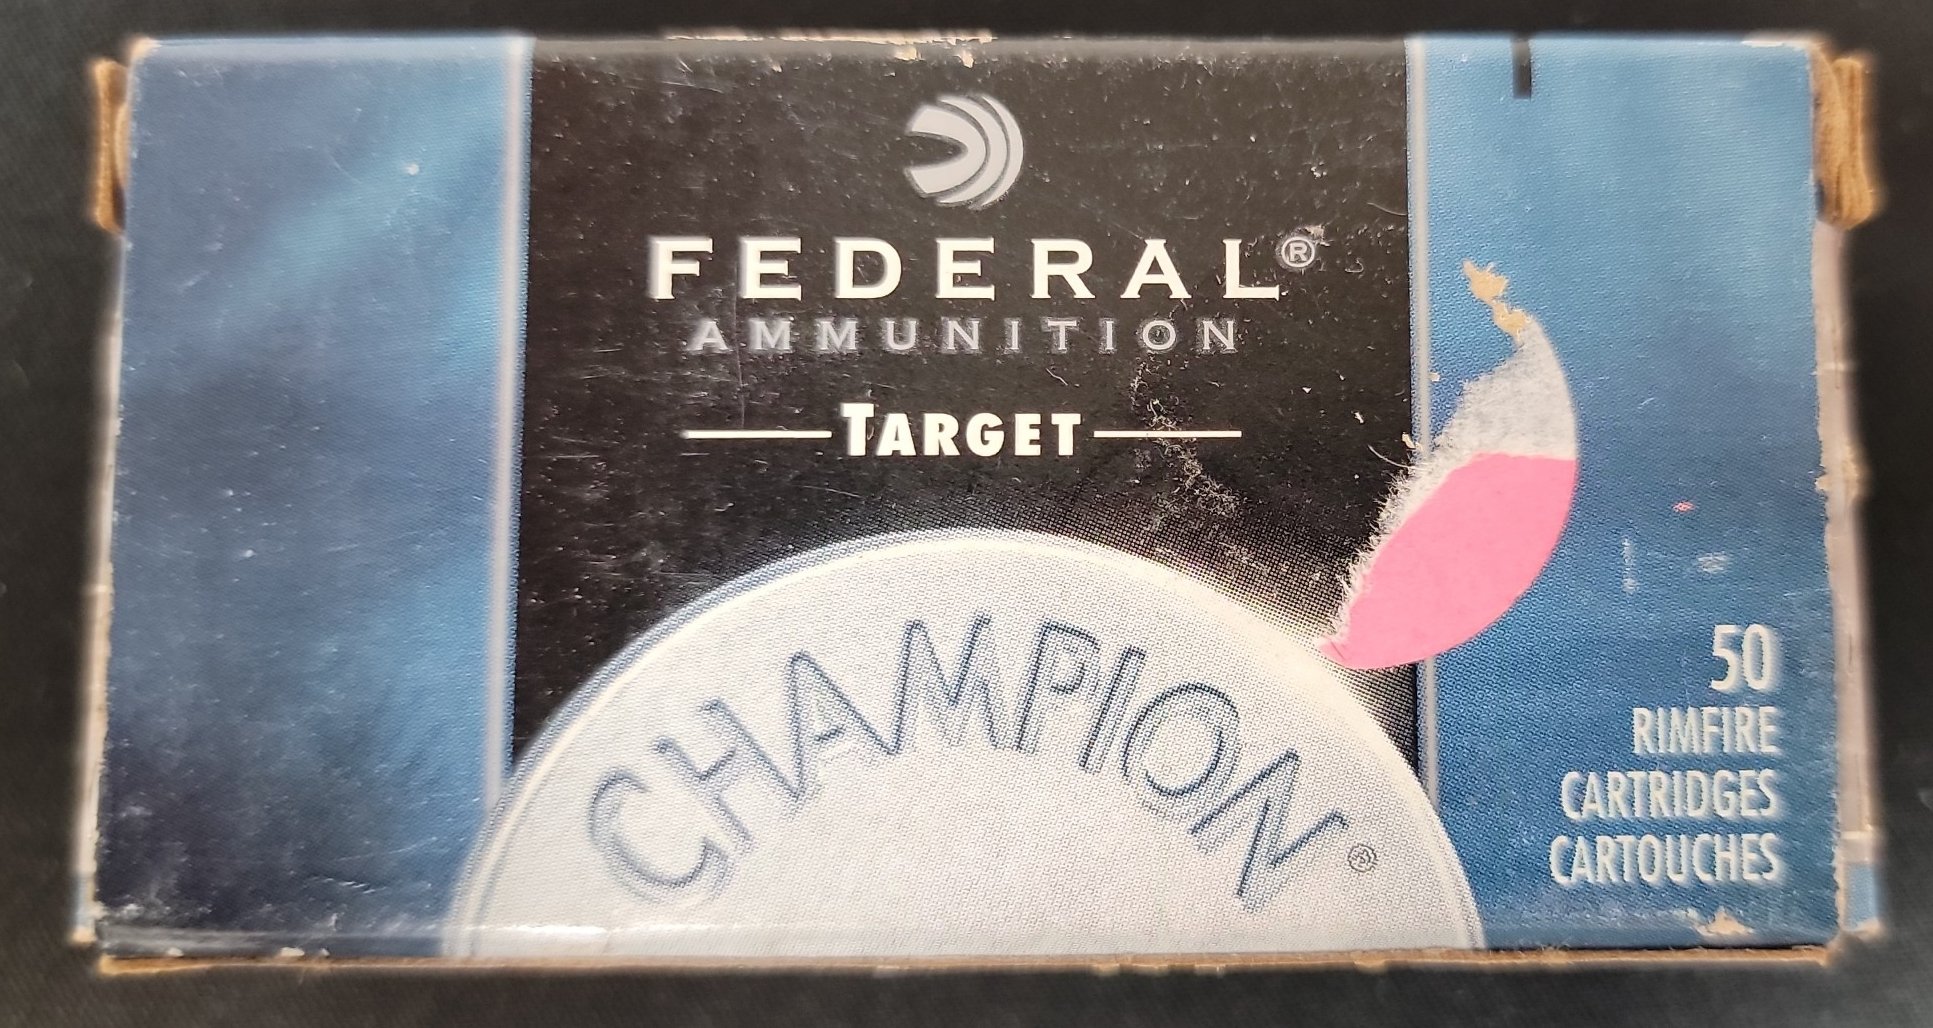 FEDERAL®
AMMUNITION
TARGET
CHAMPION®
50
RIMFIRE
CARTRIDGES
CARTOUCHES